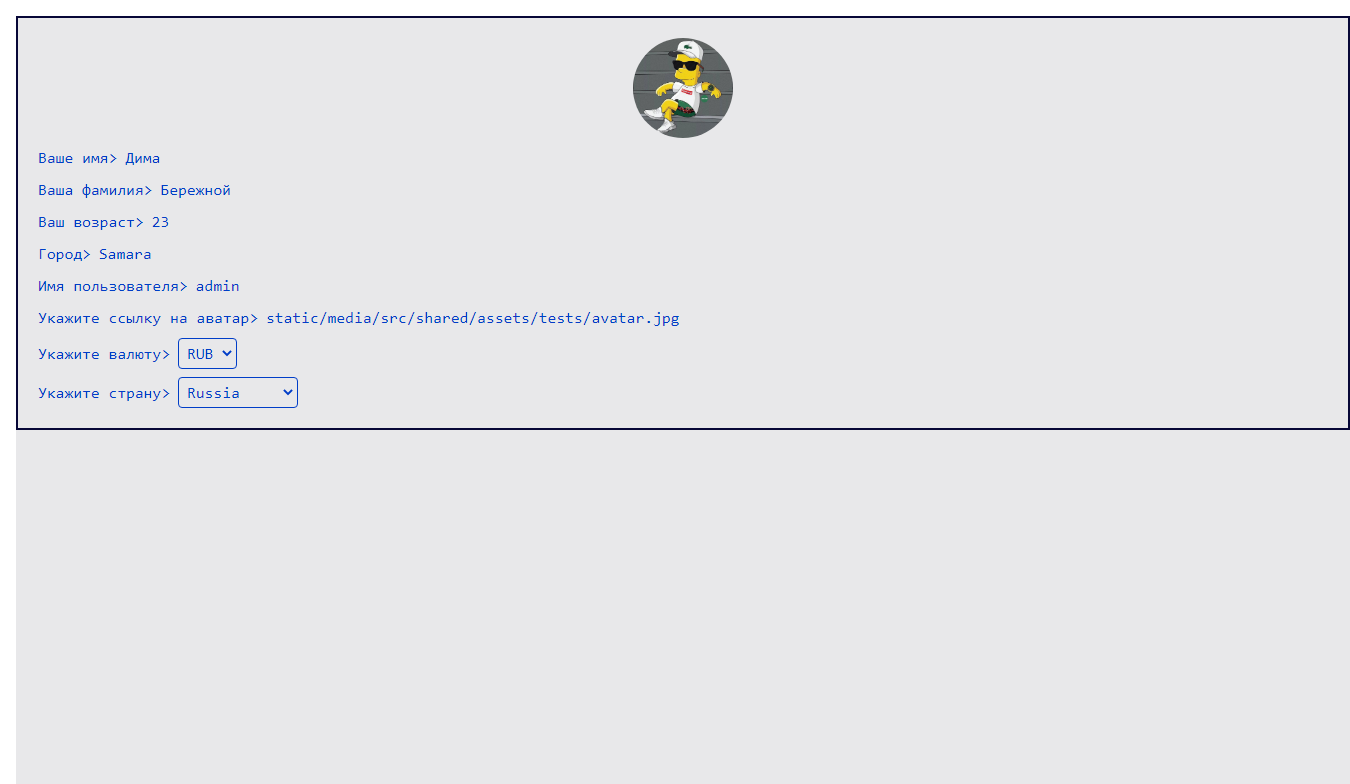 Ваше имя> Дима
Ваша фамилия> Бережной
Ваш возраст> 23
Город> Samara
Имя пользователя> admin
Укажите ссылку на аватар> static/media/src/shared/assets/tests/avatar.jpg
Укажите валюту> RUB
Укажите страну> Russia